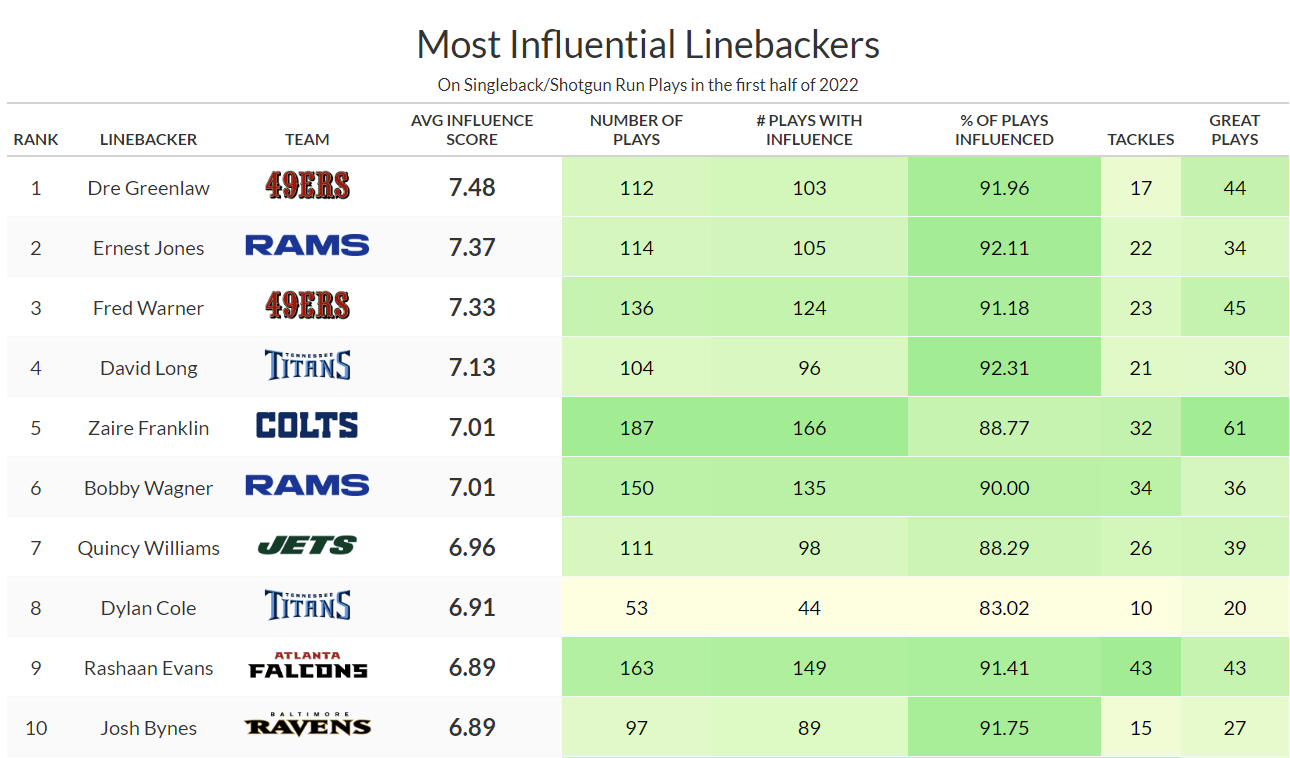 Most Influential Linebackers
On Singleback/Shotgun Run Plays in the first half of 2022
RANK LINEBACKER TEAM AVG INFLUENCE SCORE NUMBER OF PLAYS # PLAYS WITH INFLUENCE % OF PLAYS INFLUENCED TACKLES GREAT PLAYS
1 Dre Greenlaw 49ERS 7.48 112 103 91.96 17 44
2 Ernest Jones RAMS 7.37 114 105 92.11 22 34
3 Fred Warner 49ERS 7.33 136 124 91.18 23 45
4 David Long TENNESSEE TITANS 7.13 104 96 92.31 21 30
5 Zaire Franklin COLTS 7.01 187 166 88.77 32 61
6 Bobby Wagner RAMS 7.01 150 135 90.00 34 36
7 Quincy Williams JETS 6.96 111 98 88.29 26 39
8 Dylan Cole TENNESSEE TITANS 6.91 53 44 83.02 10 20
9 Rashaan Evans ATLANTA FALCONS 6.89 163 149 91.41 43 43
10 Josh Bynes BALTIMORE RAVENS 6.89 97 89 91.75 15 27